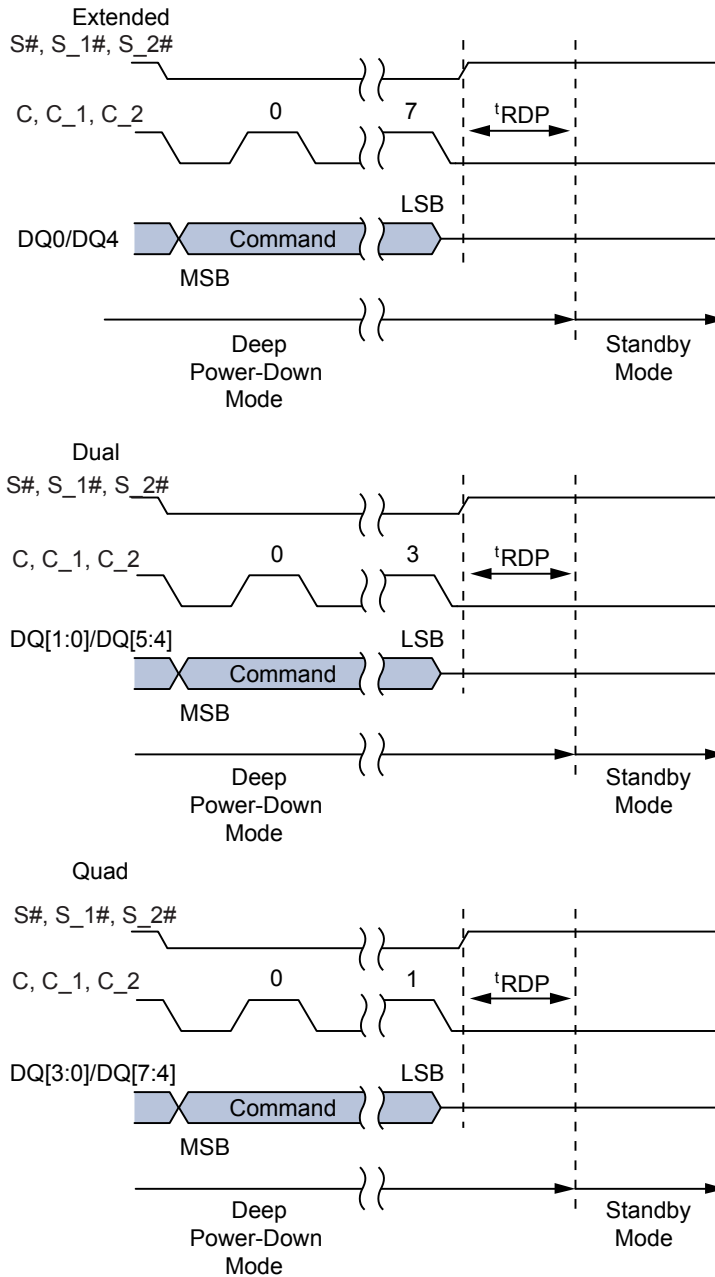 Extended
S#, S_1#, S_2#
C, C_1, C_2
0
7
tRDP
LSB
DQ0/DQ4
Command
MSB
Deep
Power-Down
Mode
Standby
Mode
Dual
S#, S_1#, S_2#
C, C_1, C_2
0
3
tRDP
DQ[1:0]/DQ[5:4]
LSB
Command
MSB
Deep
Power-Down
Mode
Standby
Mode
Quad
S#, S_1#, S_2#
C, C_1, C_2
0
1
tRDP
DQ[3:0]/DQ[7:4]
LSB
Command
MSB
Deep
Power-Down
Mode
Standby
Mode